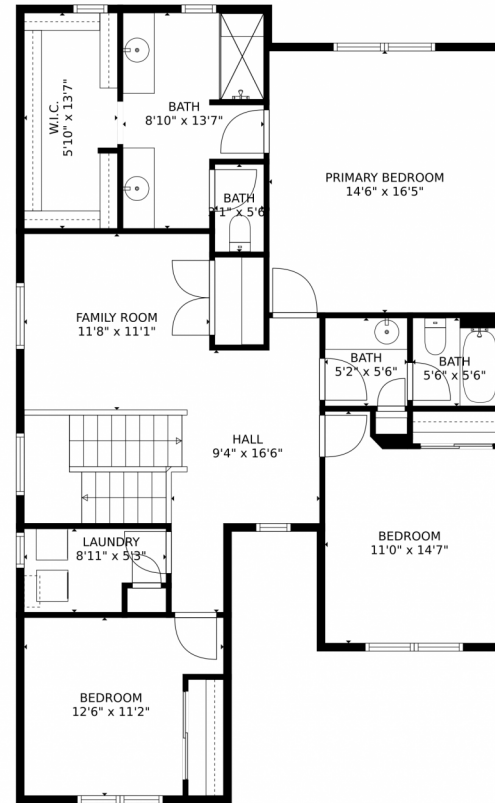 W.I.C.
5'10" x 13'7"
BATH
8'10" x 13'7"
PRIMARY BEDROOM
14'6" x 16'5"
BATH
FAMILY ROOM
11'8" x 11'1"
BATH
5'2" x 5'6"
BATH
5'6" x 5'6"
HALL
9'4" x 16'6"
LAUNDRY
8'11" x 5'3"
BEDROOM
11'0" x 14'7"
BEDROOM
12'6" x 11'2"